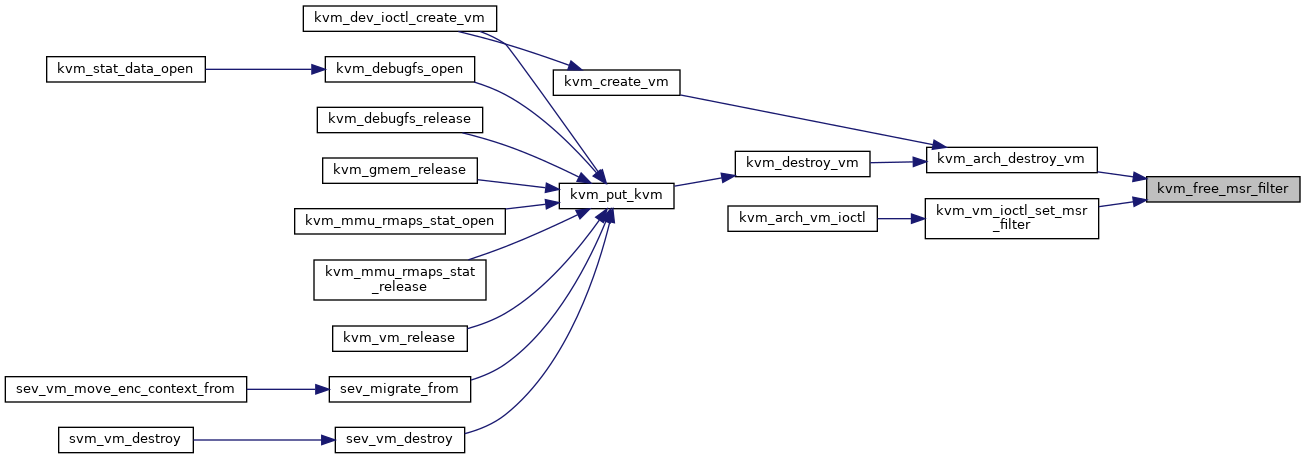 kvm_dev_ioctl_create_vm
kvm_stat_data_open
kvm_debugfs_open
kvm_create_vm
kvm_debugfs_release
kvm_gmem_release
kvm_destroy_vm
kvm_arch_destroy_vm
kvm_free_msr_filter
kvm_put_kvm
kvm_mmu_rmaps_stat_open
kvm_arch_vm_ioctl
kvm_vm_ioctl_set_msr
_filter
kvm_mmu_rmaps_stat
_release
kvm_vm_release
sev_vm_move_enc_context_from
sev_migrate_from
svm_vm_destroy
sev_vm_destroy